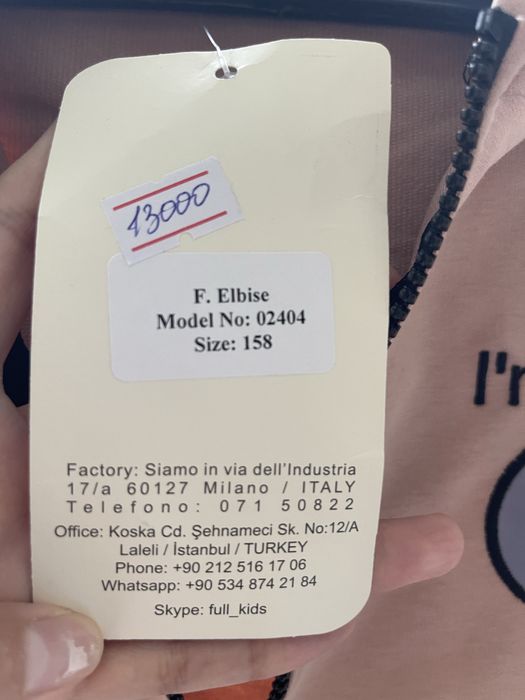 13000
F. Elbise
Model No: 02404
Size: 158
Factory: Siamo in via dell'Industria
17/a 60127 Milano / ITALY
Telefono: 071 50822
Office: Koska Cd. Şehnameci Sk. No:12/A
Laleli / İstanbul / TURKEY
Phone: +90 212 516 17 06
Whatsapp: +90 534 874 21 84
Skype: full_kids
I'